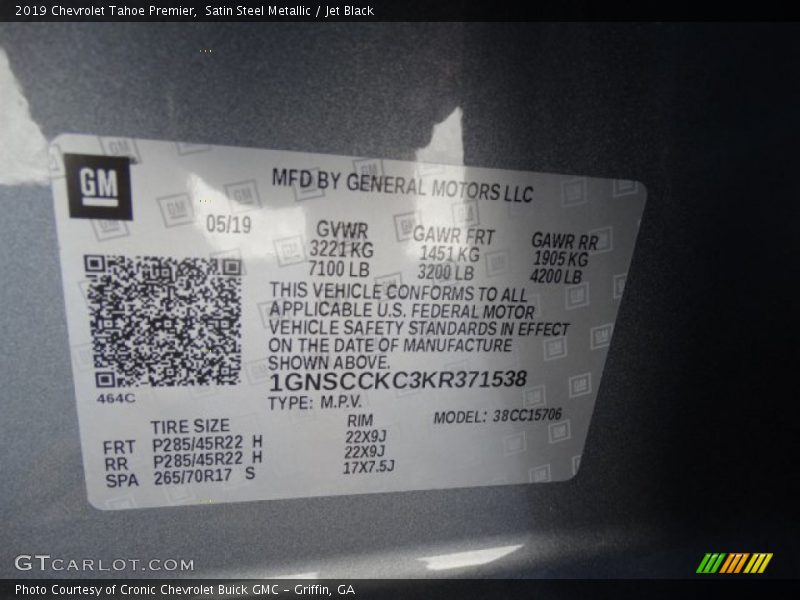 2019 Chevrolet Tahoe Premier, Satin Steel Metallic / Jet Black
GM
MFD BY GENERAL MOTORS LLC
05/19
GVWR GAWR FRT GAWR RR
3221 KG 1451 KG 1905 KG
7100 LB 3200 LB 4200 LB
THIS VEHICLE CONFORMS TO ALL
APPLICABLE U.S. FEDERAL MOTOR
VEHICLE SAFETY STANDARDS IN EFFECT
ON THE DATE OF MANUFACTURE
SHOWN ABOVE.
464C
1GNSCCKC3KR371538
TYPE: M.P.V.
MODEL: 38CC15706
TIRE SIZE RIM
FRT P285/45R22 H 22X9J
RR P285/45R22 H 22X9J
SPA 265/70R17 S 17X7.5J
GTCARLOT.COM
Photo Courtesy of Cronic Chevrolet Buick GMC - Griffin, GA